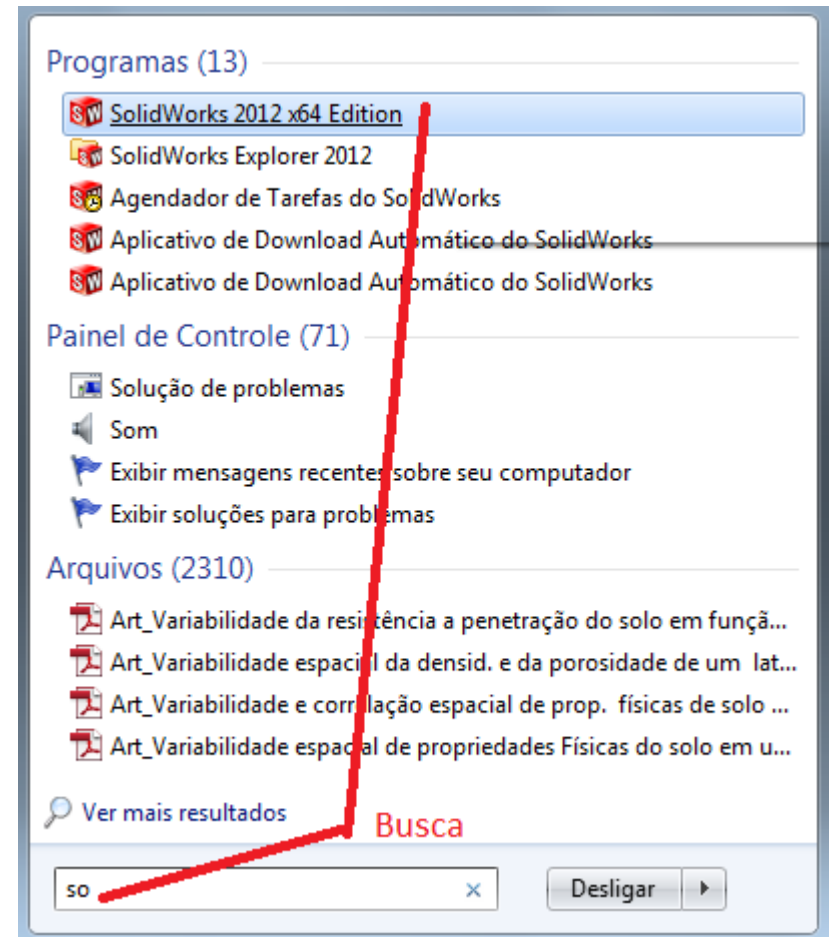 Programas (13)
SolidWorks 2012 x64 Edition
SolidWorks Explorer 2012
Agendador de Tarefas do SolidWorks
Aplicativo de Download Automático do SolidWorks
Aplicativo de Download Automático do SolidWorks
Painel de Controle (71)
Solução de problemas
Som
Exibir mensagens recentes sobre seu computador
Exibir soluções para problemas
Arquivos (2310)
Art_Variabilidade da resistência a penetração do solo em funçã...
Art_Variabilidade espacial da densid. e da porosidade de um lat...
Art_Variabilidade e correlação espacial de prop. físicas de solo ...
Art_Variabilidade espacial de propriedades Físicas do solo em u...
Ver mais resultados
Busca
so
Desligar